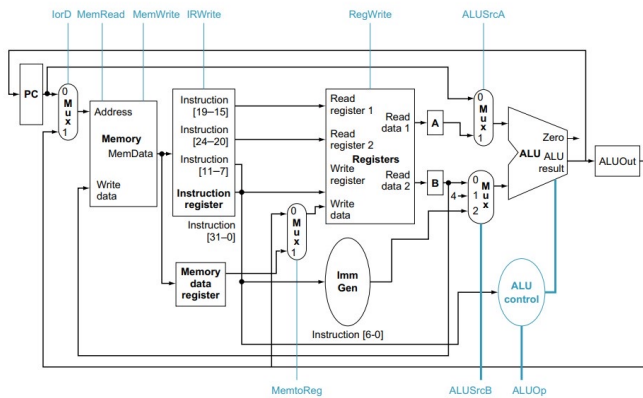 IorD MemRead MemWrite IRWrite RegWrite ALUSrcA
PC
0
M
u
x
1
Address
Memory
MemData
Write
data
Instruction
[19–15]
Instruction
[24–20]
Instruction
[11–7]
Instruction
register
Instruction
[31–0]
Memory
data
register
0
M
u
x
1
Read
register 1
Read
register 2
Registers
Write
register
Write
data
Read
data 1
Read
data 2
Imm
Gen
Instruction [6-0]
A
B
4
0
M
u
x
1
0
1
2
M
u
x
Zero
ALU
ALU
result
ALUOut
ALU
control
MemtoReg ALUSrcB ALUOp